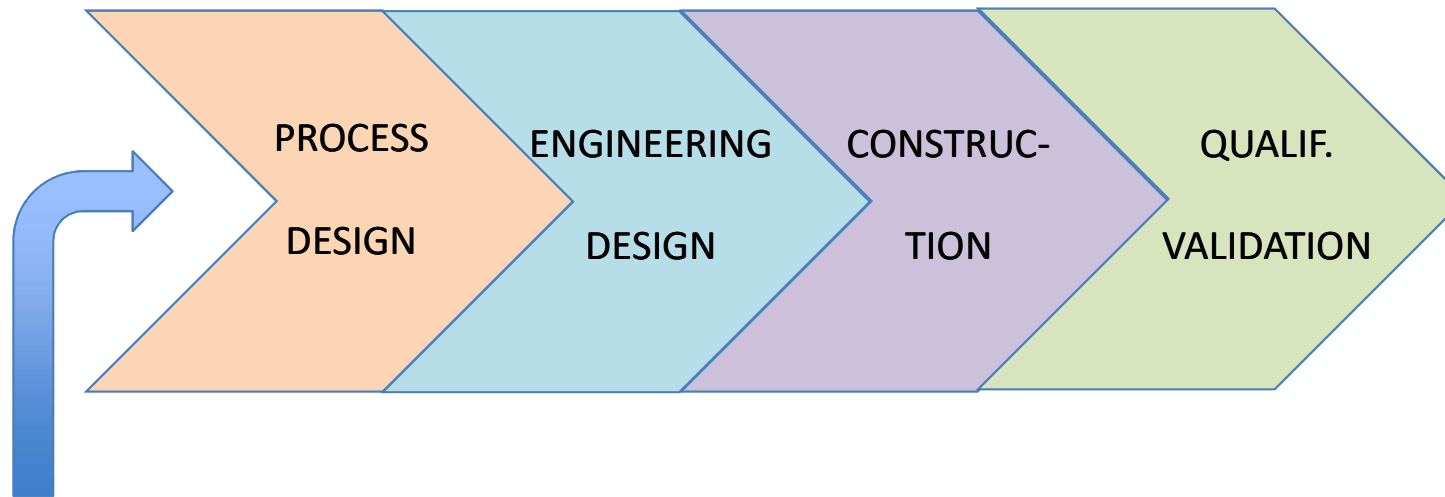 PROCESS
DESIGN
ENGINEERING
DESIGN
CONSTRUC-
TION
QUALIF.
VALIDATION